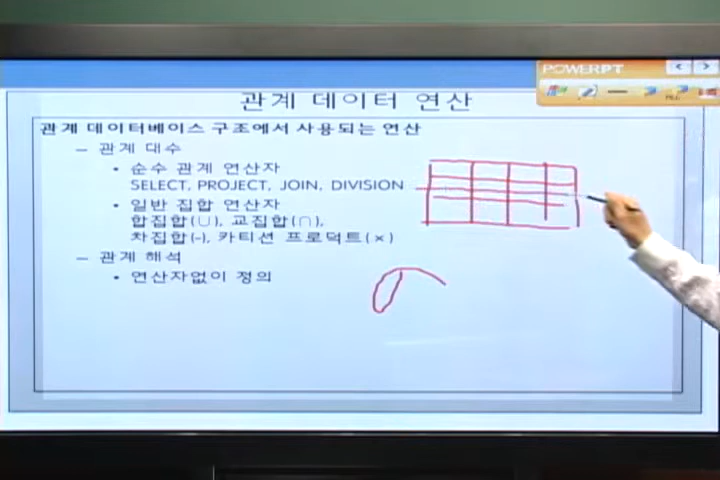 POWERPT
관계 데이터 연산
관계 데이터베이스 구조에서 사용되는 연산
– 관계 대수
• 순수 관계 연산자
SELECT, PROJECT, JOIN, DIVISION
• 일반 집합 연산자
합집합(∪), 교집합(∩),
차집합(-), 카티션 프로덕트(×)
– 관계 해석
• 연산자없이 정의